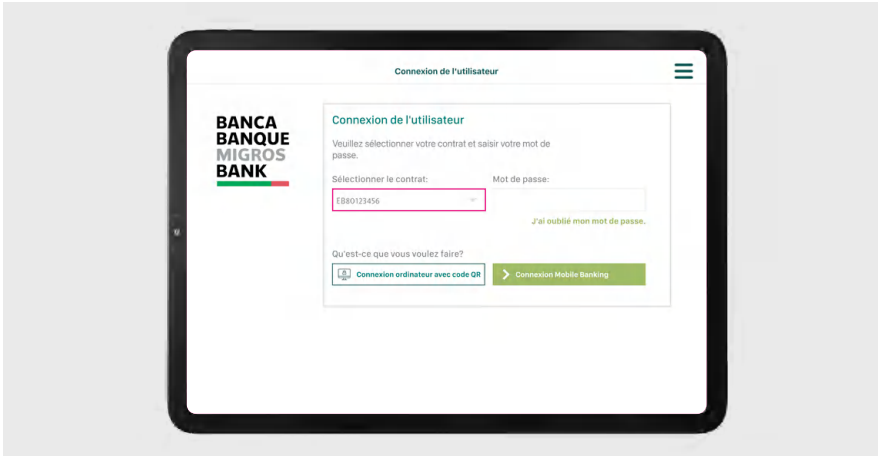 Connexion de l'utilisateur
BANCA
BANQUE
MIGROS
BANK
Connexion de l'utilisateur
Veuillez sélectionner votre contrat et saisir votre mot de
passe.
Sélectionner le contrat: Mot de passe:
EB80123456
J'ai oublié mon mot de passe.
Qu'est-ce que vous voulez faire?
Connexion ordinateur avec code QR Connexion Mobile Banking